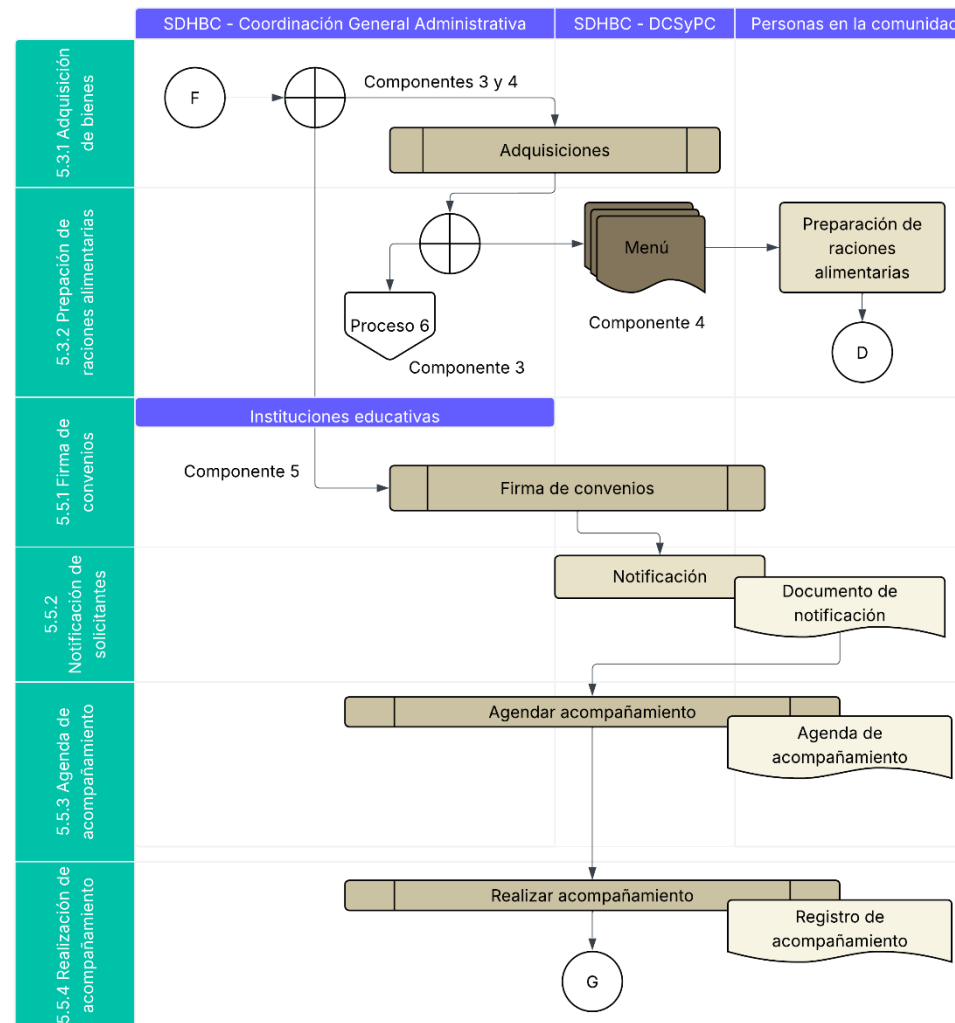 SDHBC - Coordinación General Administrativa
SDHBC - DCSyPC
Personas en la comunidad
5.3.1 Adquisición
de bienes
F
Componentes 3 y 4
Adquisiciones
5.3.2 Prepación de
raciones alimentarias
Menú
Preparación de
raciones
alimentarias
Proceso 6
Componente 3
Componente 4
D
Instituciones educativas
5.5.1 Firma de
convenios
Componente 5
Firma de convenios
5.5.2
Notificación de
solicitantes
Notificación
Documento de
notificación
5.5.3 Agenda de
acompañamiento
Agendar acompañamiento
Agenda de
acompañamiento
5.5.4 Realización de
acompañamiento
Realizar acompañamiento
Registro de
acompañamiento
G